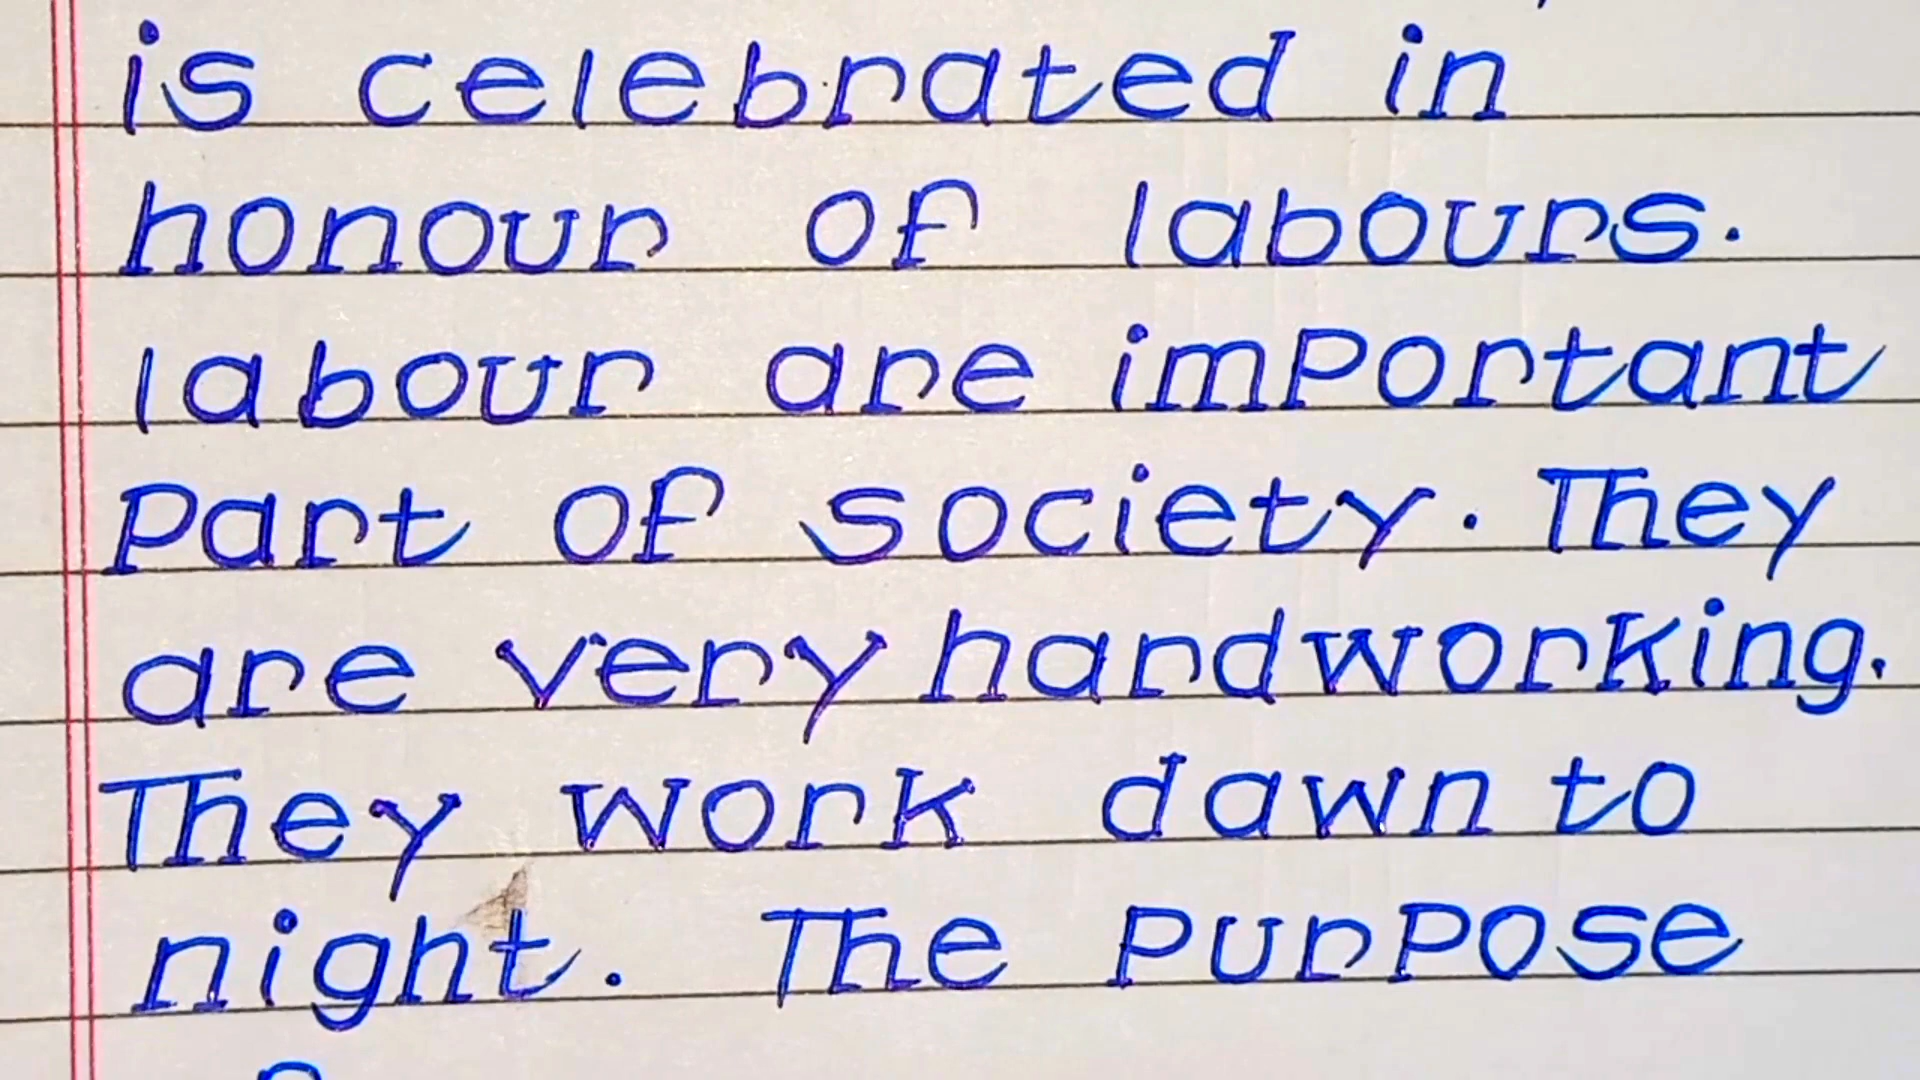 is celebrated in
honour of labours.
labour are important
Part of society. They
are very hardworking.
They work dawn to
night. The purpose